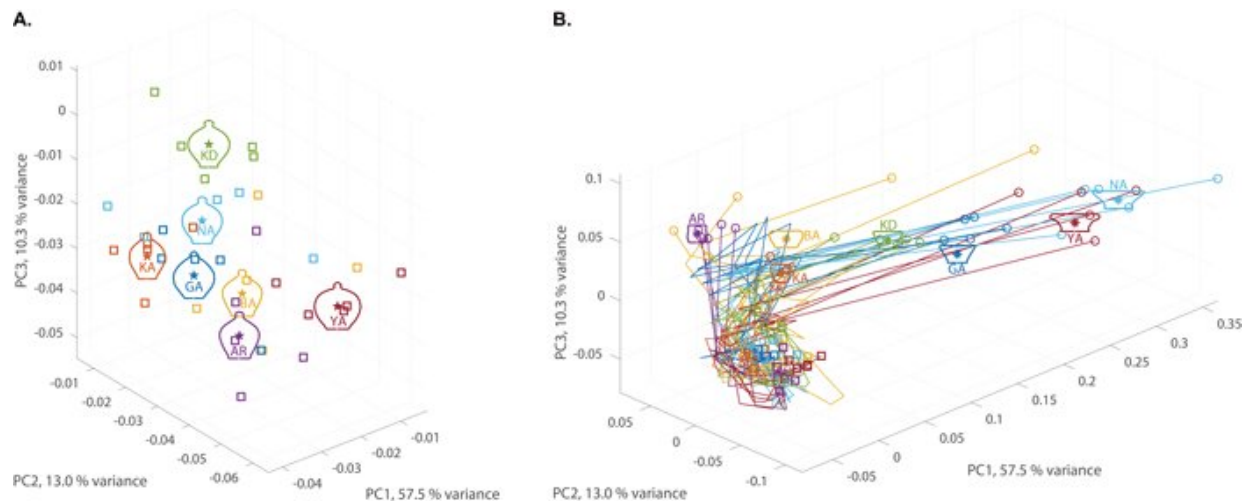 A.
PC3, 10.3 % variance
0.01
0
-0.01
-0.02
-0.03
-0.04
-0.05
KD
NA
KA
GA
BA
AR
YA
-0.01
-0.02
-0.03
-0.04
-0.05
-0.06
PC2, 13.0 % variance
-0.04
-0.03
-0.02
-0.01
PC1, 57.5 % variance
B.
PC3, 10.3 % variance
0.1
0.05
0
-0.05
AR
BA
KA
KD
GA
YA
NA
0.05
0
-0.05
-0.1
PC2, 13.0 % variance
-0.05
0
0.05
0.1
0.15
0.2
0.25
0.3
0.35
PC1, 57.5 % variance